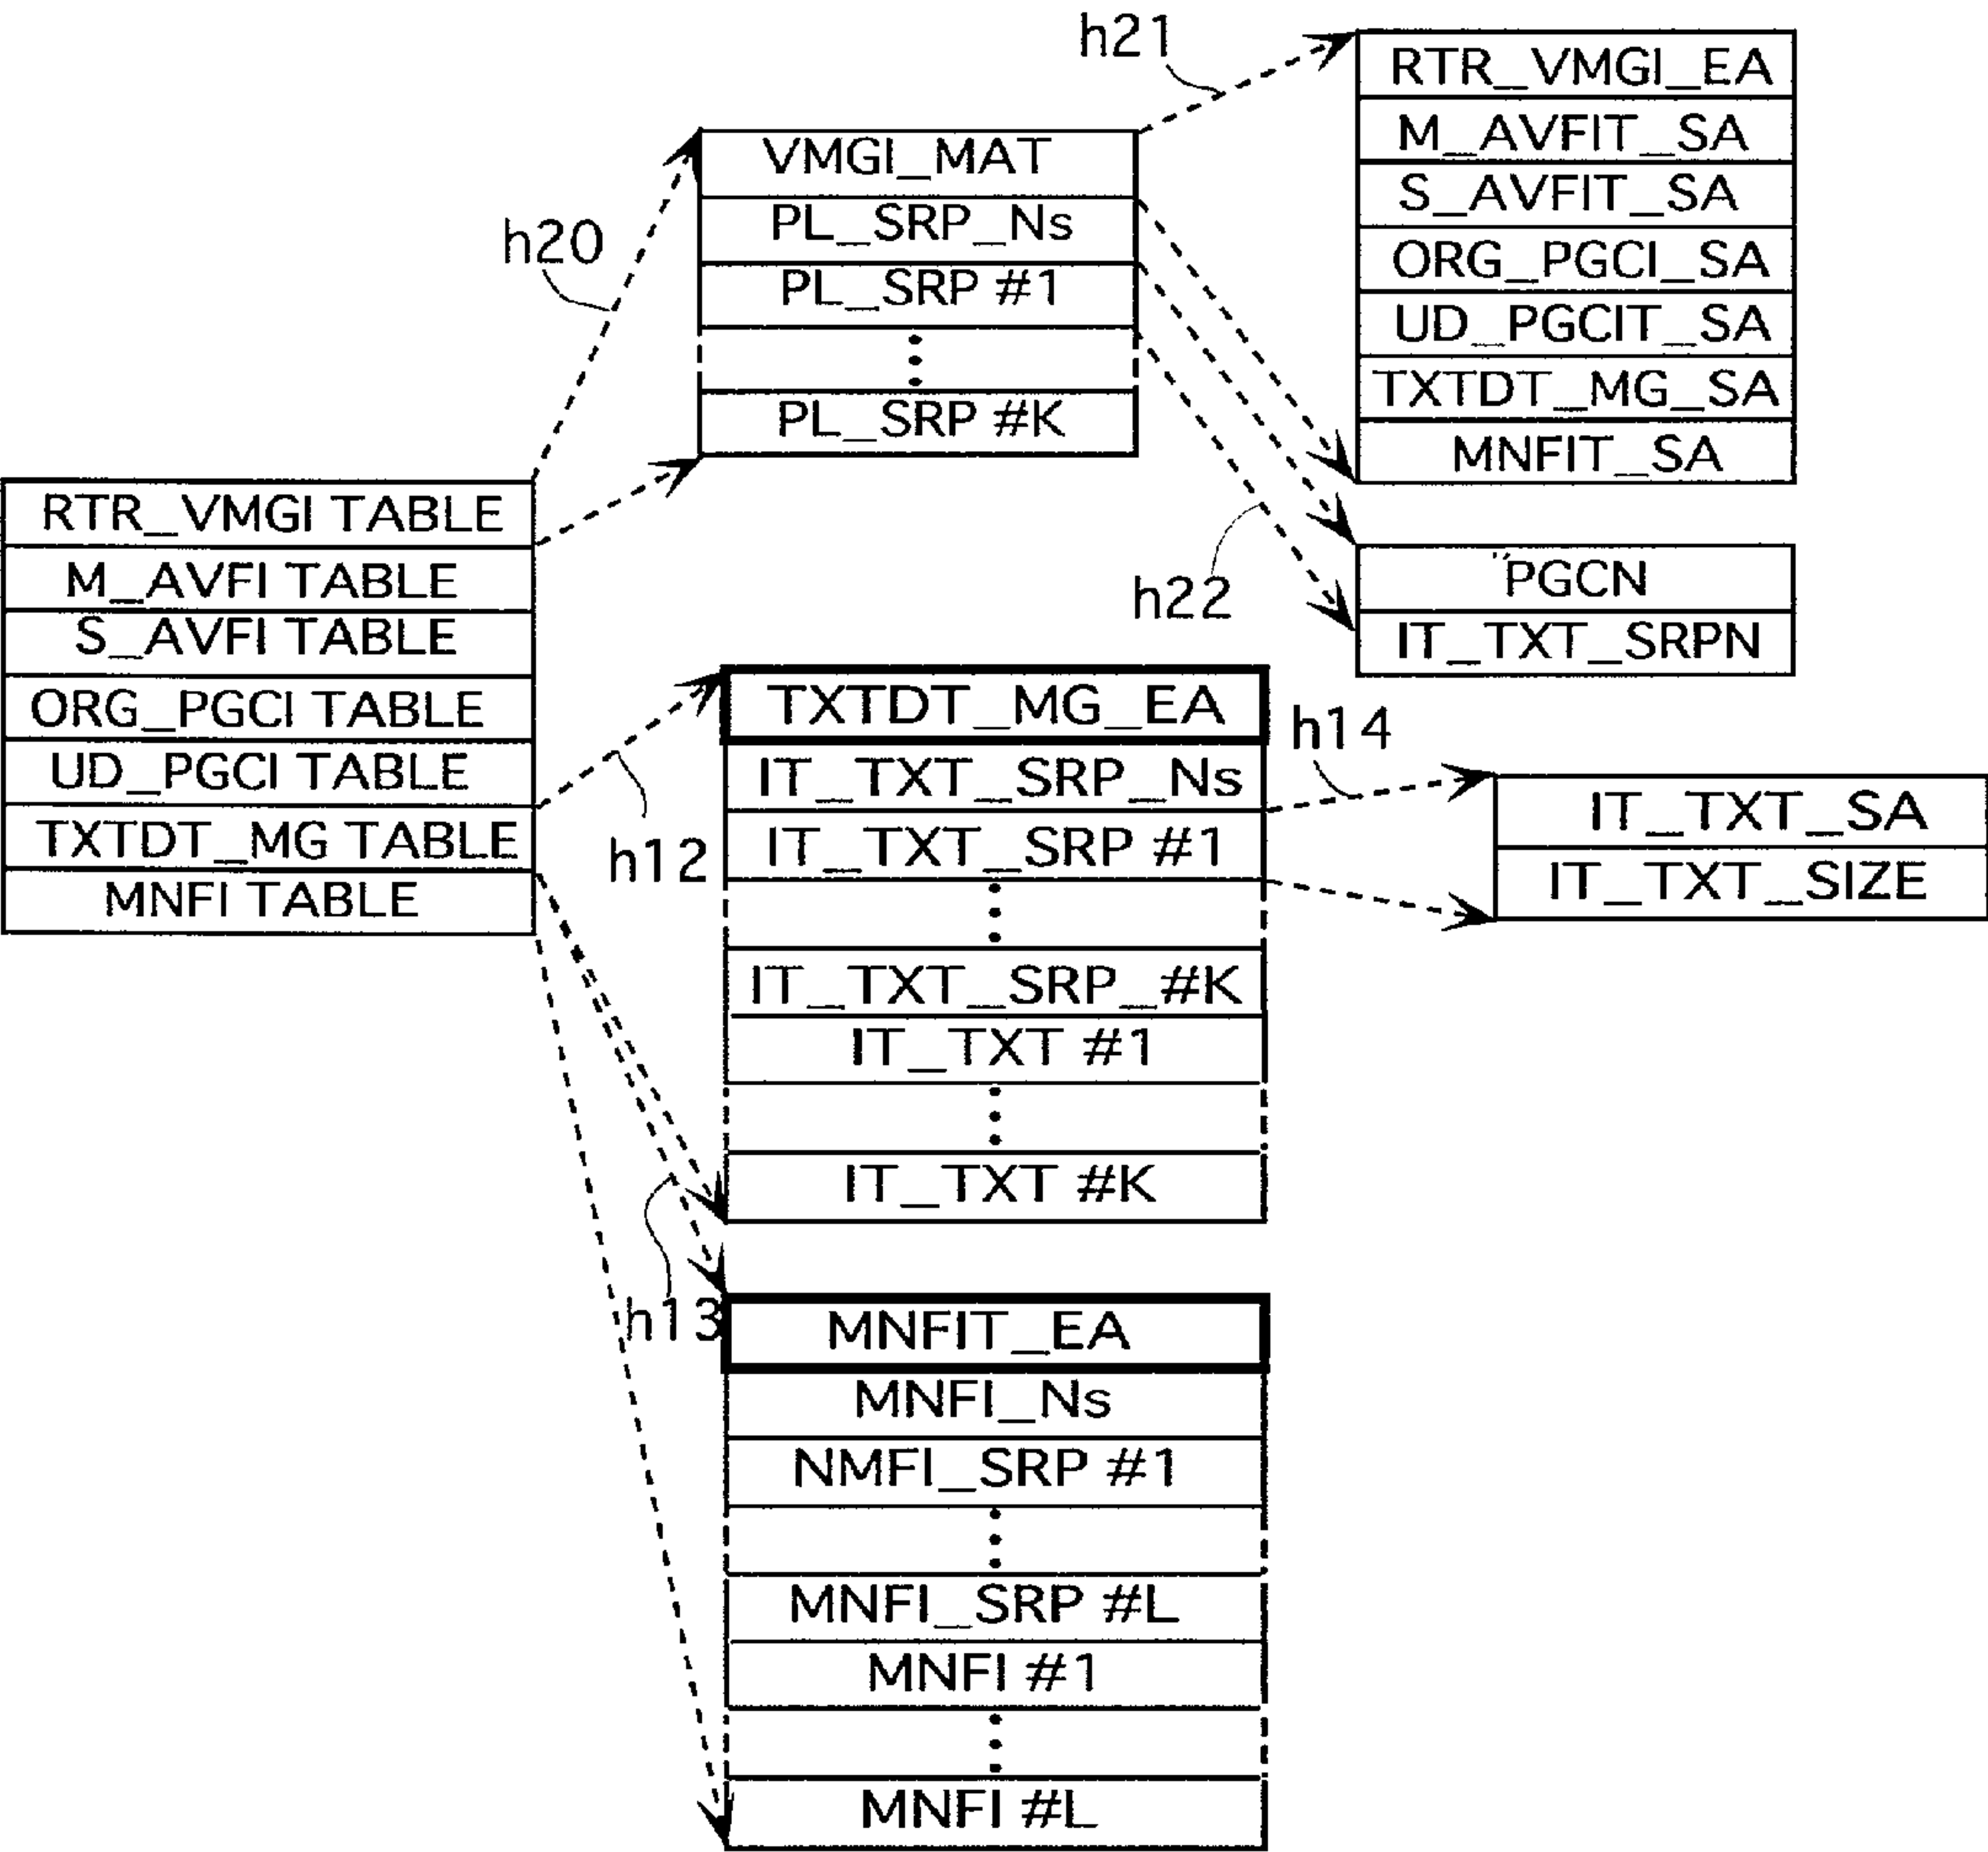 RTR_VMGI TABLE
M_AVFI TABLE
S_AVFI TABLE
ORG_PGCI TABLE
UD_PGCI TABLE
TXTDT_MG TABLE
MNFI TABLE
h20
VMGI_MAT
PL_SRP_Ns
PL_SRP #1
PL_SRP #K
h21
RTR_VMGI_EA
M_AVFIT_SA
S_AVFIT_SA
ORG_PGCI_SA
UD_PGCIT_SA
TXTDT_MG_SA
MNFIT_SA
h22
PGCN
IT_TXT_SRPN
h12
TXTDT_MG_EA
IT_TXT_SRP_Ns
IT_TXT_SRP #1
IT_TXT_SRP_#K
IT_TXT #1
IT_TXT #K
h14
IT_TXT_SA
IT_TXT_SIZE
h13
MNFIT_EA
MNFI_Ns
NMFI_SRP #1
MNFI_SRP #L
MNFI #1
MNFI #L